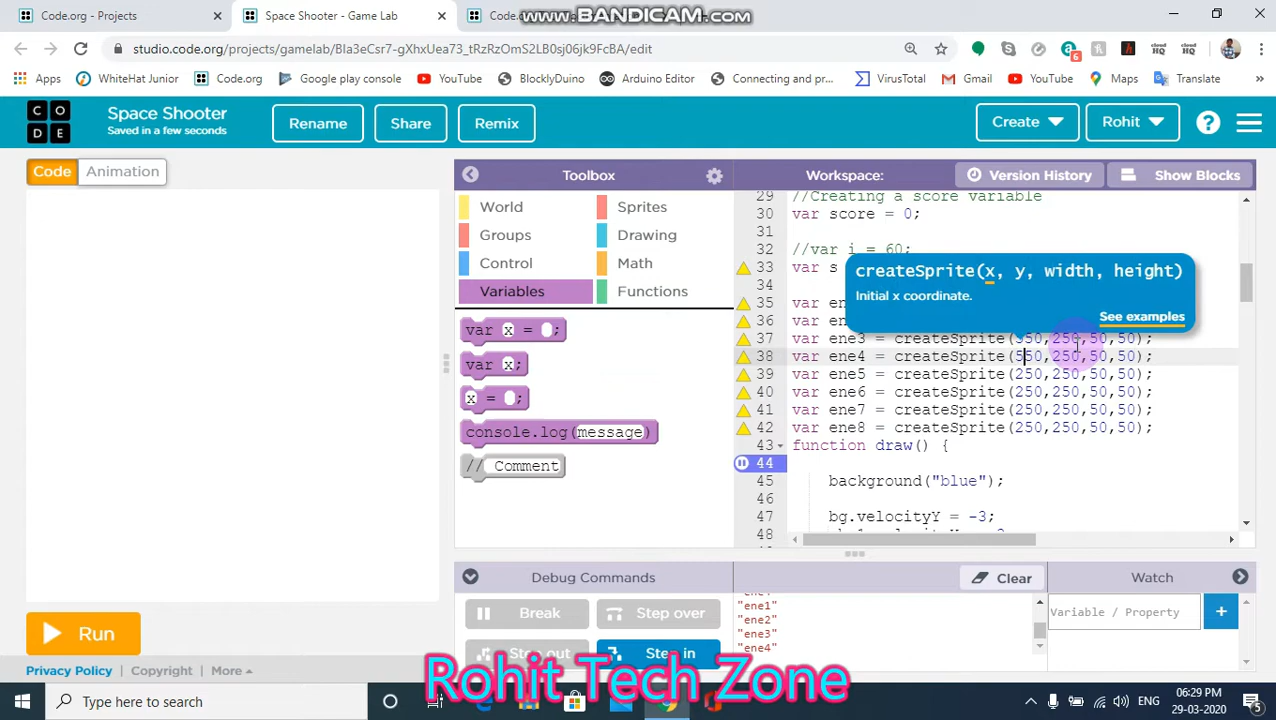 Code.org - Projects
Space Shooter - Game Lab
Code.
www.BANDICAM.com
studio.code.org/projects/gamelab/Bla3eCsr7-gXhxUea73_tRzRzOmS2LB0sj06jk9FcBA/edit
Apps
WhiteHat Junior
Code.org
Google play console
YouTube
BlocklyDuino
Arduino Editor
Connecting and pro...
VirusTotal
Gmail
YouTube
Maps
Translate
C O
D E
Space Shooter
Saved in a few seconds
Rename
Share
Remix
Create
Rohit
Code
Animation
Toolbox
Workspace:
Version History
Show Blocks
World
Sprites
Groups
Drawing
Control
Math
Variables
Functions
var x = ;
var x;
x = ;
console.log(message)
// Comment
29 //Creating a score variable
30 var score = 0;
31
32 //var i = 60;
33 var s
34
35 var ene
36 var en
37 var ene3 = createSprite(350,250,50,50);
38 var ene4 = createSprite(550,250,50,50);
39 var ene5 = createSprite(250,250,50,50);
40 var ene6 = createSprite(250,250,50,50);
41 var ene7 = createSprite(250,250,50,50);
42 var ene8 = createSprite(250,250,50,50);
43 function draw() {
44
45 background("blue");
46
47 bg.velocityY = -3;
48
createSprite(x, y, width, height)
Initial x coordinate.
See examples
Debug Commands
Clear
Watch
Break
Step over
Step out
Step in
"ene1"
"ene2"
"ene3"
"ene4"
Variable / Property
Run
Privacy Policy
Copyright
More
Rohit Tech Zone
Type here to search
ENG
06:29 PM
29-03-2020